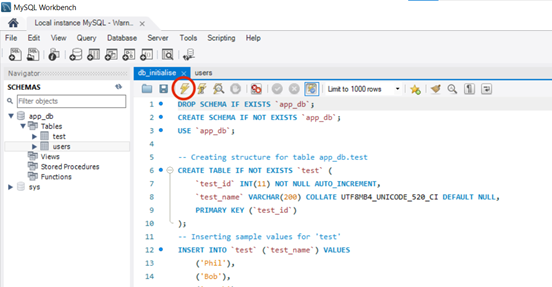 MySQL Workbench
Local instance MySQL - Warn...
File Edit View Query Database Server Tools Scripting Help
Navigator
SCHEMAS
Filter objects
app_db
Tables
test
users
Views
Stored Procedures
Functions
sys
db_initialise users
Limit to 1000 rows
1 DROP SCHEMA IF EXISTS `app_db`;
2 CREATE SCHEMA IF NOT EXISTS `app_db`;
3 USE `app_db`;
4
5 -- Creating structure for table app_db.test
6 CREATE TABLE IF NOT EXISTS `test` (
7 `test_id` INT(11) NOT NULL AUTO_INCREMENT,
8 `test_name` VARCHAR(200) COLLATE UTF8MB4_UNICODE_520_CI DEFAULT NULL,
9 PRIMARY KEY (`test_id`)
10 );
11 -- Inserting sample values for 'test'
12 INSERT INTO `test` (`test_name`) VALUES
13 ('Phil'),
14 ('Bob'),